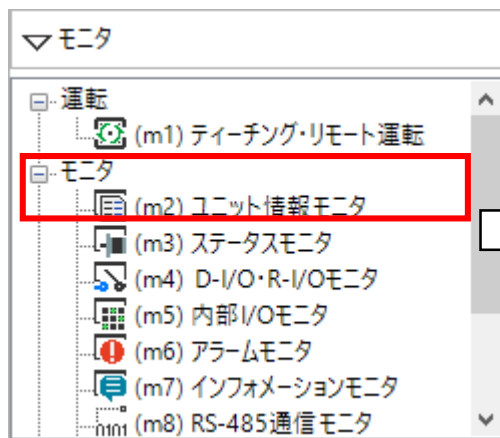 ▽モニタ
運転
(m1) ティーチング・リモート運転
モニタ
(m2) ユニット情報モニタ
(m3) ステータスモニタ
(m4) D-I/O・R-I/Oモニタ
(m5) 内部I/Oモニタ
(m6) アラームモニタ
(m7) インフォメーションモニタ
0101 (m8) RS-485通信モニタ